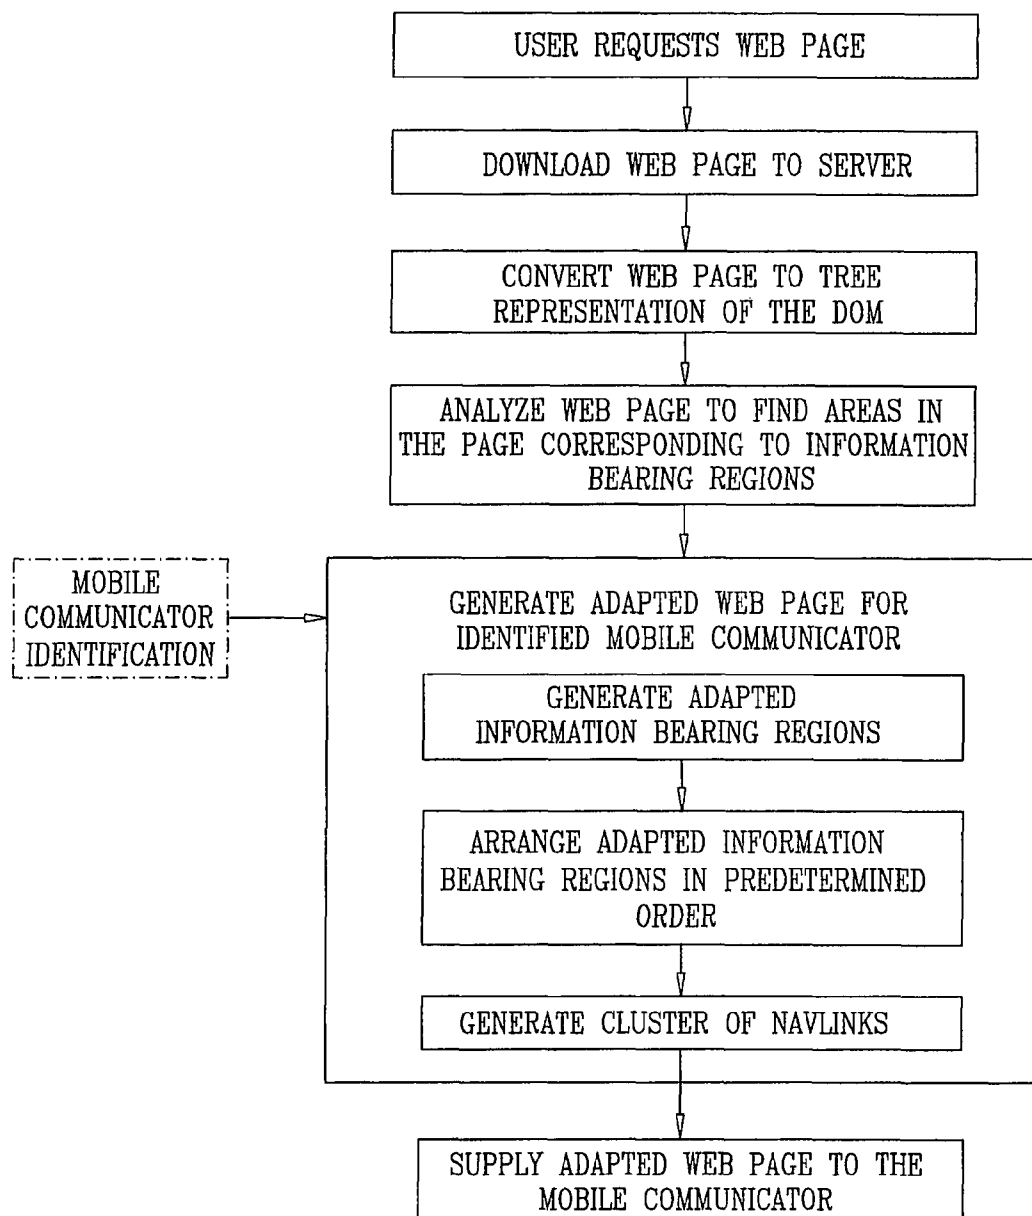 USER REQUESTS WEB PAGE
DOWNLOAD WEB PAGE TO SERVER
CONVERT WEB PAGE TO TREE
REPRESENTATION OF THE DOM
ANALYZE WEB PAGE TO FIND AREAS IN
THE PAGE CORRESPONDING TO INFORMATION
BEARING REGIONS
MOBILE
COMMUNICATOR
IDENTIFICATION
GENERATE ADAPTED WEB PAGE FOR
IDENTIFIED MOBILE COMMUNICATOR
GENERATE ADAPTED
INFORMATION BEARING REGIONS
ARRANGE ADAPTED INFORMATION
BEARING REGIONS IN PREDETERMINED
ORDER
GENERATE CLUSTER OF NAVLINKS
SUPPLY ADAPTED WEB PAGE TO THE
MOBILE COMMUNICATOR